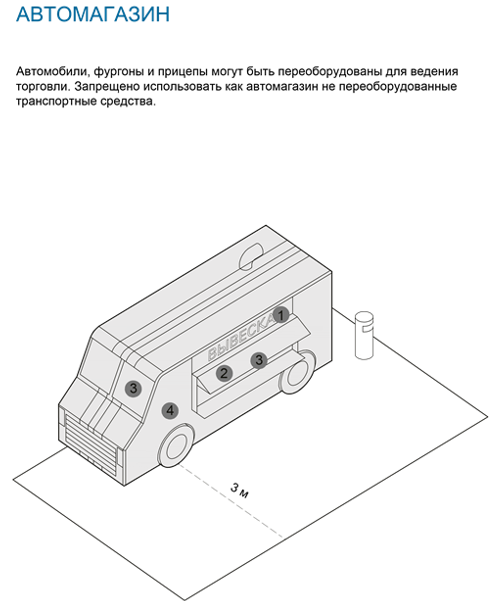 АВТОМАГАЗИН
Автомобили, фургоны и прицепы могут быть переоборудованы для ведения
торговли. Запрещено использовать как автомагазин не переоборудованные
транспортные средства.
1
ВЫВЕСКА
3
2
3
4
3 м